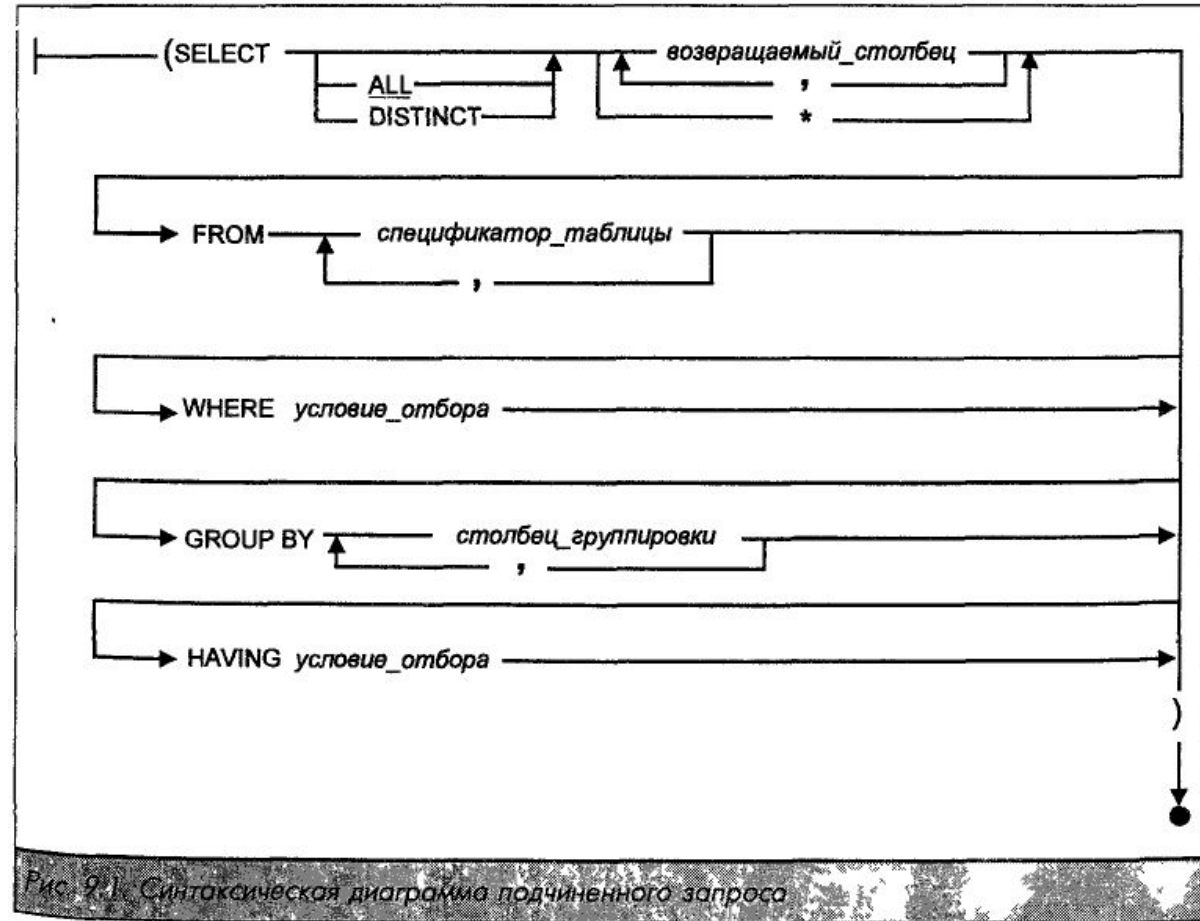 (SELECT возвращаемый_столбец
ALL ,
DISTINCT *
FROM спецификатор_таблицы
,
WHERE условие_отбора
GROUP BY столбец_группировки
,
HAVING условие_отбора
)
Рис. 9.1. Синтаксическая диаграмма подчиненного запроса